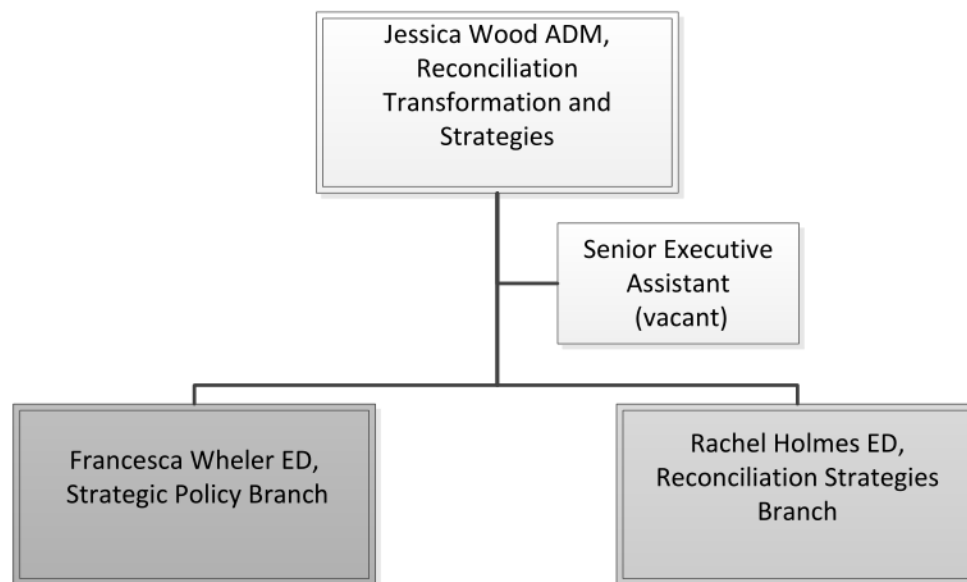 Jessica Wood ADM,
Reconciliation
Transformation and
Strategies
Senior Executive
Assistant
(vacant)
Francesca Wheler ED,
Strategic Policy Branch
Rachel Holmes ED,
Reconciliation Strategies
Branch